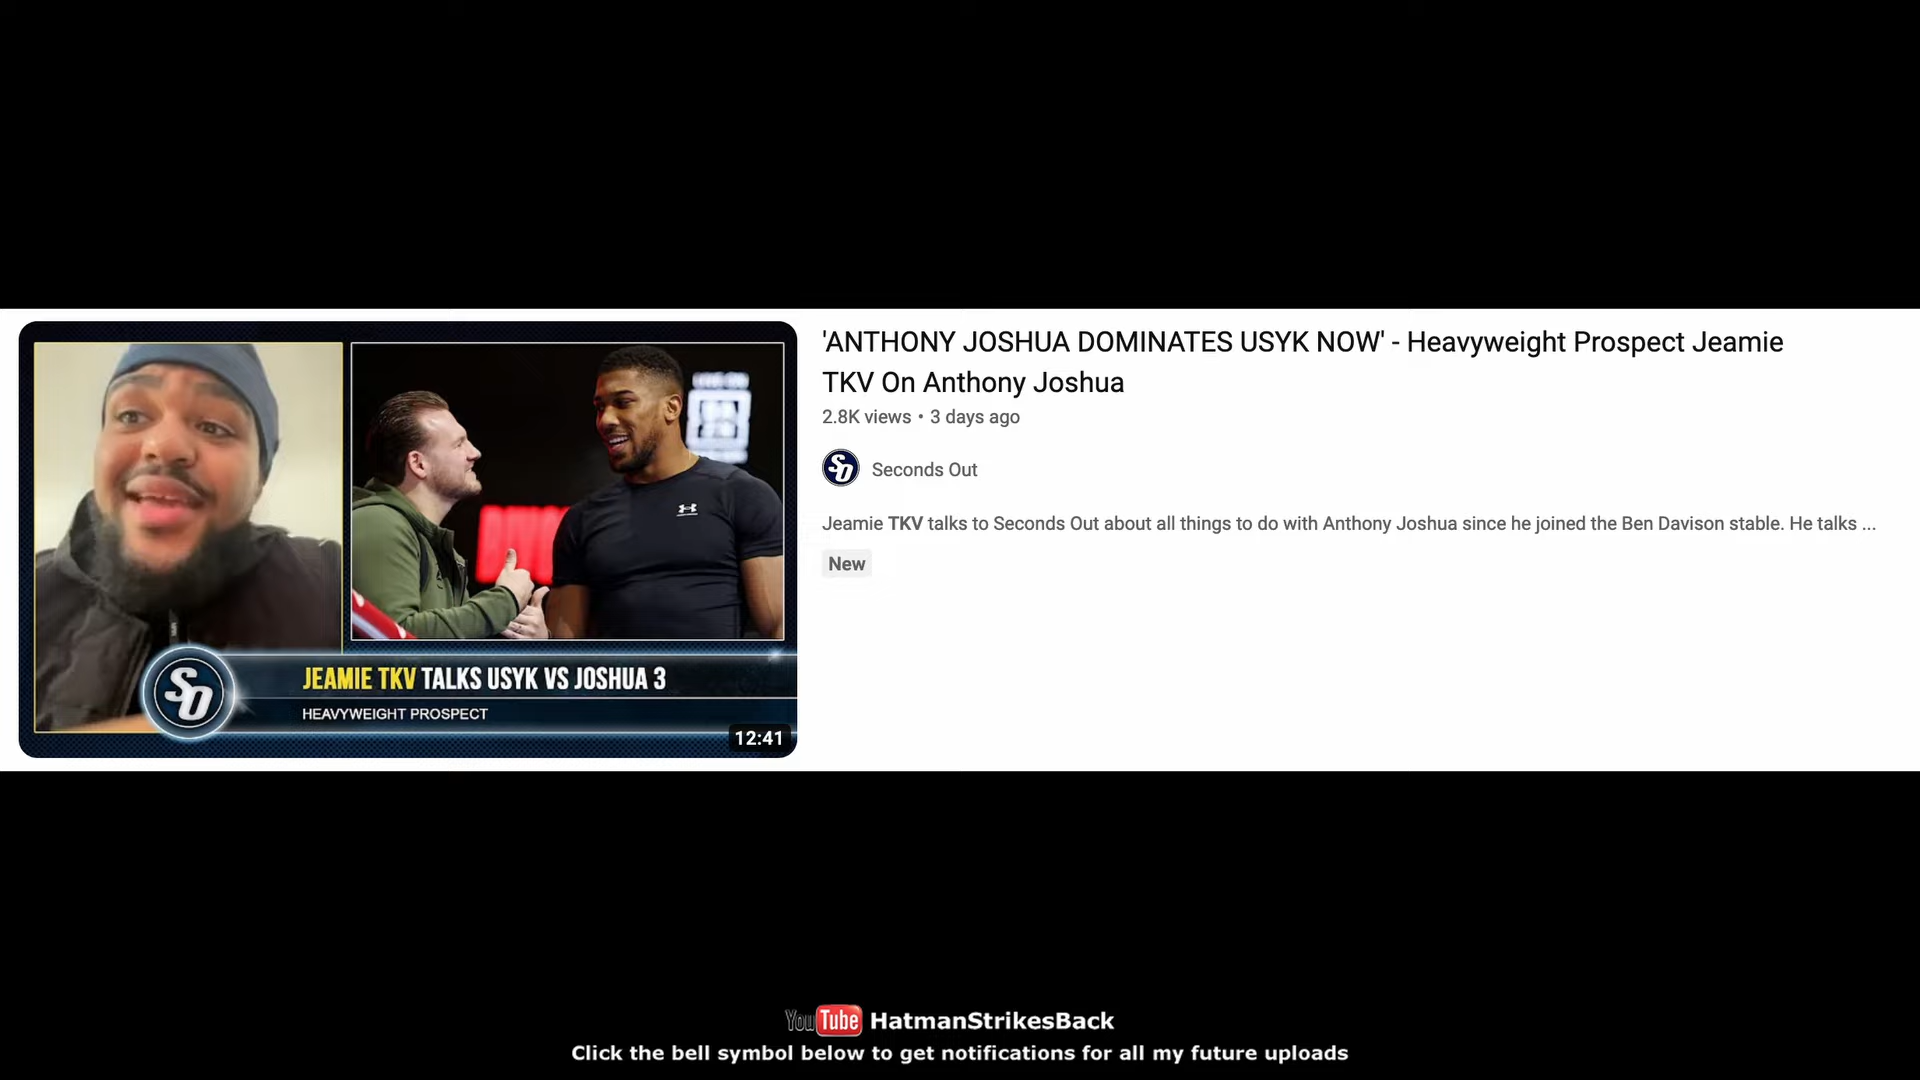 'ANTHONY JOSHUA DOMINATES USYK NOW' - Heavyweight Prospect Jeamie
TKV On Anthony Joshua
2.8K views • 3 days ago
SO
Seconds Out
Jeamie TKV talks to Seconds Out about all things to do with Anthony Joshua since he joined the Ben Davison stable. He talks ...
New
SO
JEAMIE TKV TALKS USYK VS JOSHUA 3
HEAVYWEIGHT PROSPECT
12:41
YouTube HatmanStrikesBack
Click the bell symbol below to get notifications for all my future uploads